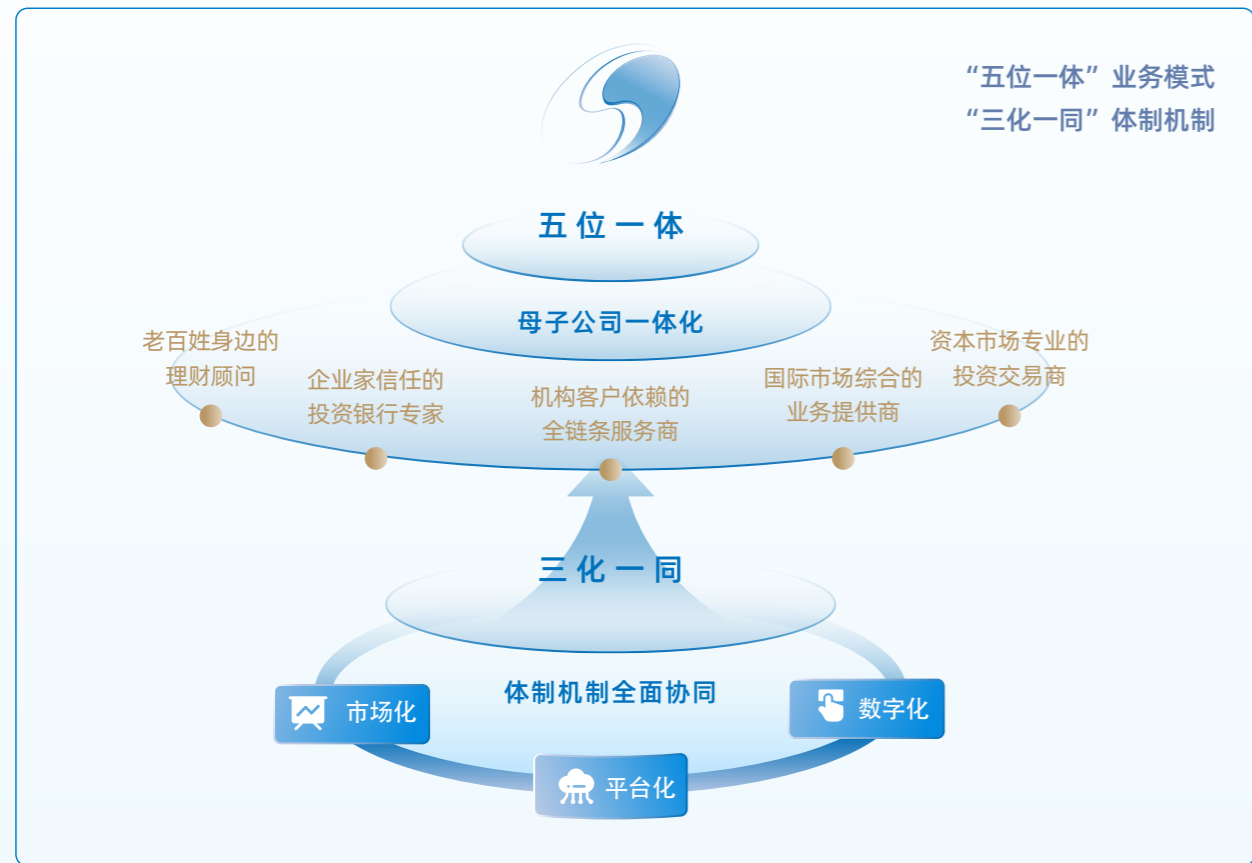 “五位一体”业务模式
“三化一同”体制机制
五位一体
母子公司一体化
老百姓身边的
理财顾问
企业家信任的
投资银行专家
机构客户依赖的
全链条服务商
国际市场综合的
业务提供商
资本市场专业的
投资交易商
三化一同
体制机制全面协同
市场化
平台化
数字化